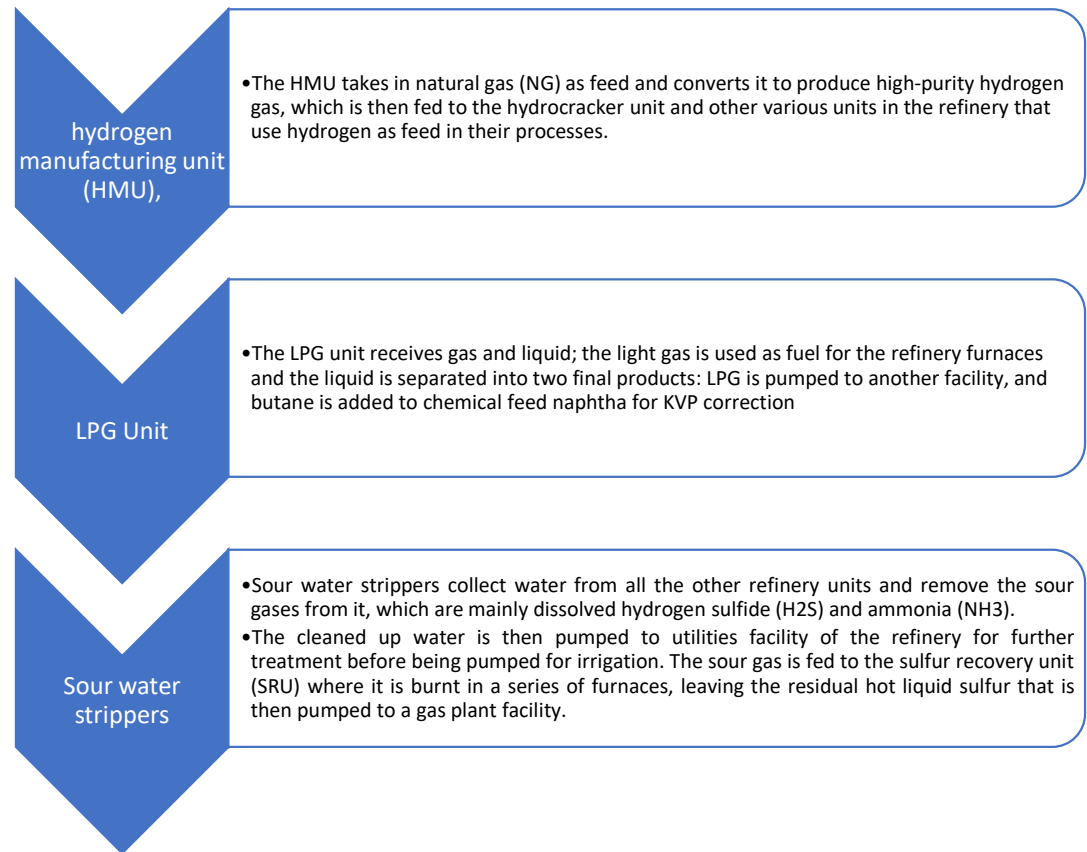 hydrogen
manufacturing unit
(HMU),
•The HMU takes in natural gas (NG) as feed and converts it to produce high-purity hydrogen
gas, which is then fed to the hydrocracker unit and other various units in the refinery that
use hydrogen as feed in their processes.
LPG Unit
•The LPG unit receives gas and liquid; the light gas is used as fuel for the refinery furnaces
and the liquid is separated into two final products: LPG is pumped to another facility, and
butane is added to chemical feed naphtha for KVP correction
Sour water
strippers
•Sour water strippers collect water from all the other refinery units and remove the sour
gases from it, which are mainly dissolved hydrogen sulfide (H2S) and ammonia (NH3).
•The cleaned up water is then pumped to utilities facility of the refinery for further
treatment before being pumped for irrigation. The sour gas is fed to the sulfur recovery unit
(SRU) where it is burnt in a series of furnaces, leaving the residual hot liquid sulfur that is
then pumped to a gas plant facility.